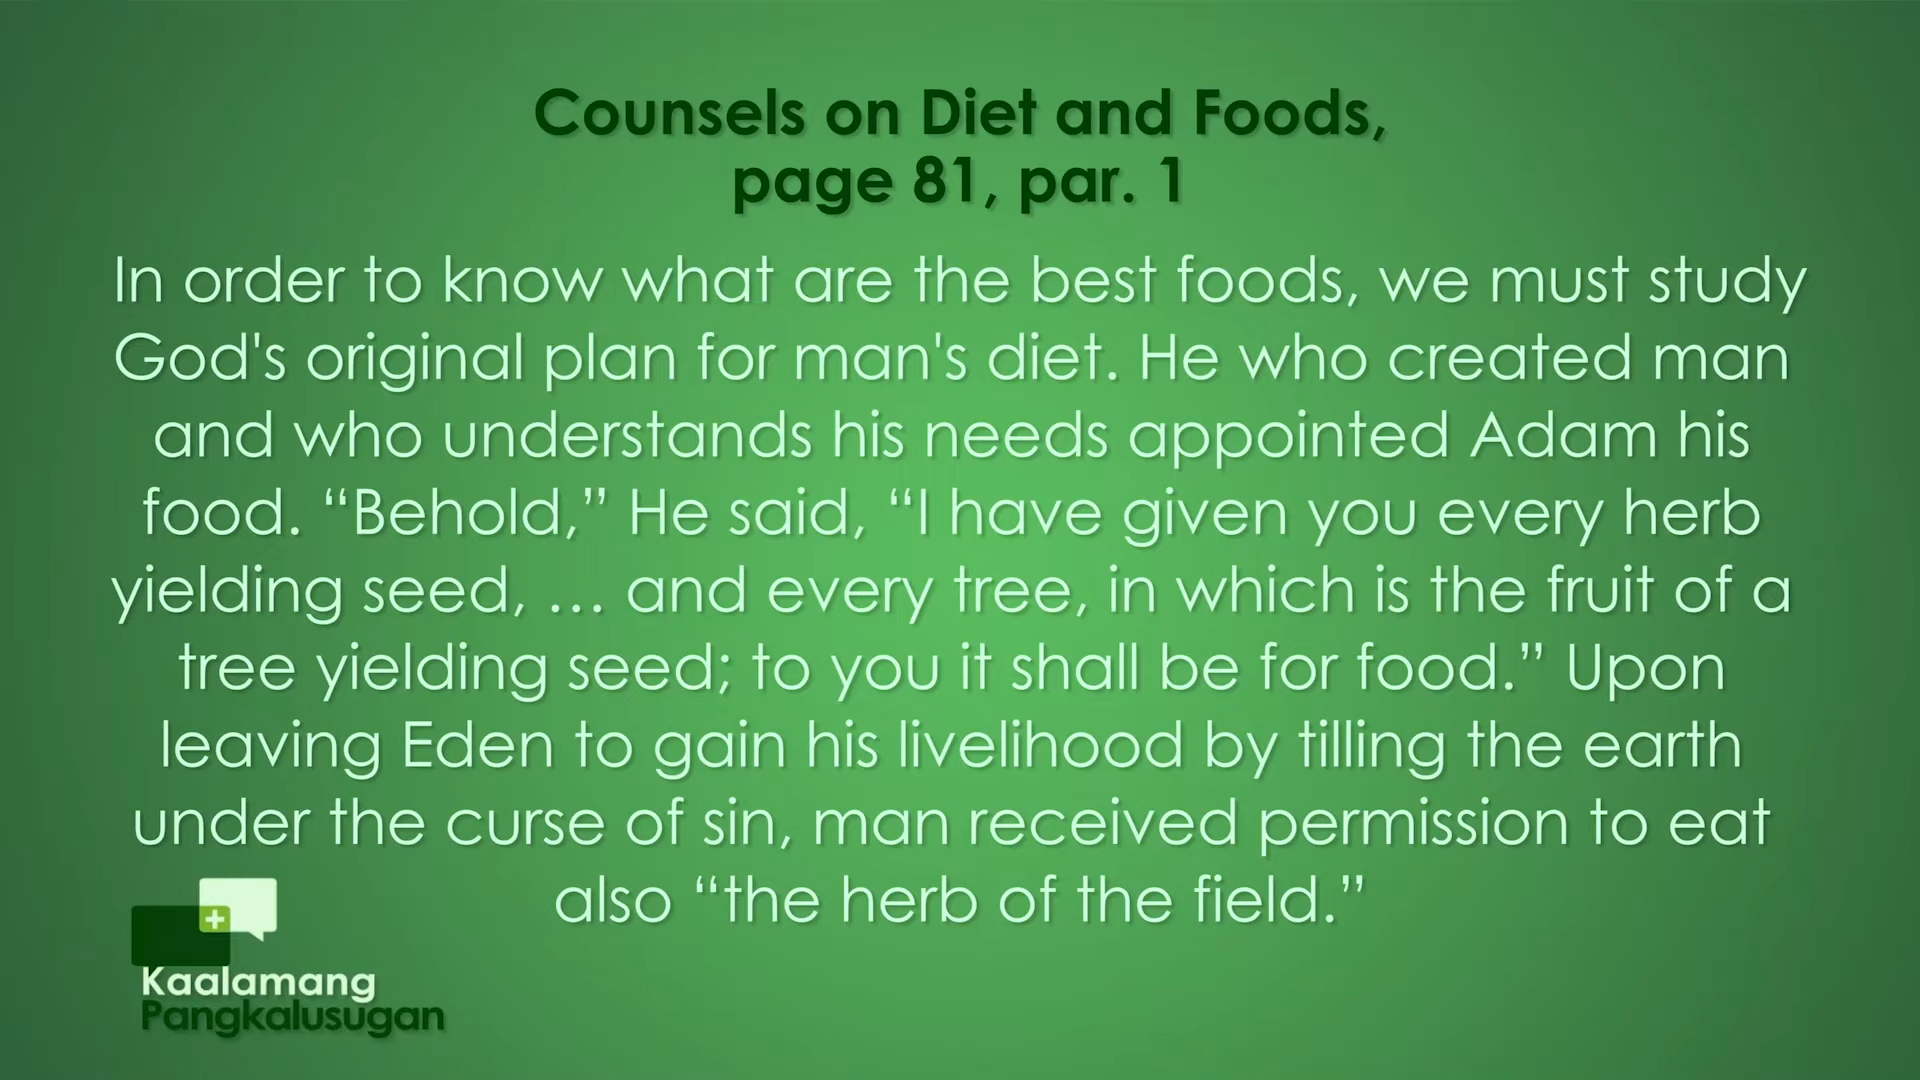 Counsels on Diet and Foods,
page 81, par. 1
In order to know what are the best foods, we must study
God's original plan for man's diet. He who created man
and who understands his needs appointed Adam his
food. “Behold,” He said, “I have given you every herb
yielding seed, … and every tree, in which is the fruit of a
tree yielding seed; to you it shall be for food.” Upon
leaving Eden to gain his livelihood by tilling the earth
under the curse of sin, man received permission to eat
also “the herb of the field.”
Kaalamang
Pangkalusugan